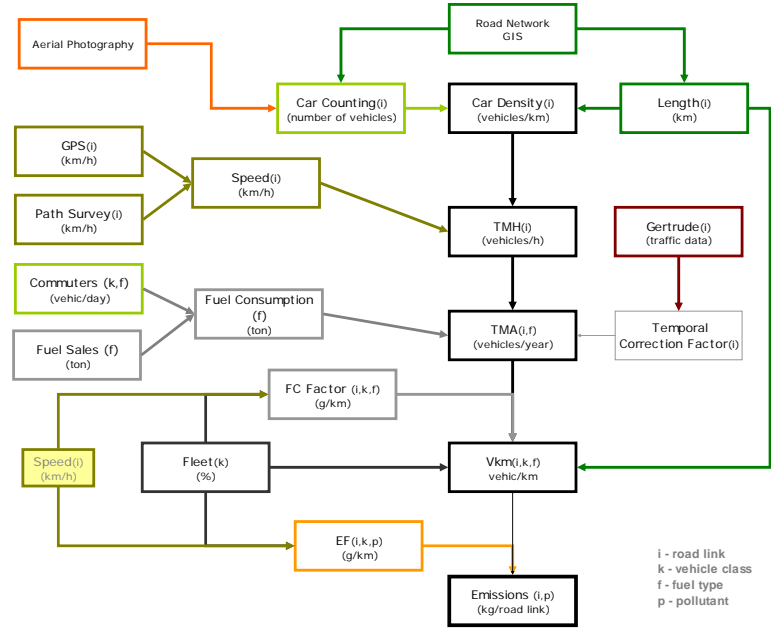 Road Network
GIS
Aerial Photography
Car Counting(i)
(number of vehicles)
Car Density(i)
(vehicles/km)
Length(i)
(km)
GPS(i)
(km/h)
Speed(i)
(km/h)
Path Survey(i)
(km/h)
TMH(i)
(vehicles/h)
Gertrude(i)
(traffic data)
Commuters (k,f)
(vehic/day)
Fuel Consumption
(f)
(ton)
Fuel Sales (f)
(ton)
TMA(i,f)
(vehicles/year)
Temporal
Correction Factor(i)
FC Factor (i,k,f)
(g/km)
Speed(i)
(km/h)
Fleet(k)
(%)
Vkm(i,k,f)
vehic/km
EF(i,k,p)
(g/km)
Emissions (i,p)
(kg/road link)
i - road link
k - vehicle class
f - fuel type
p - pollutant